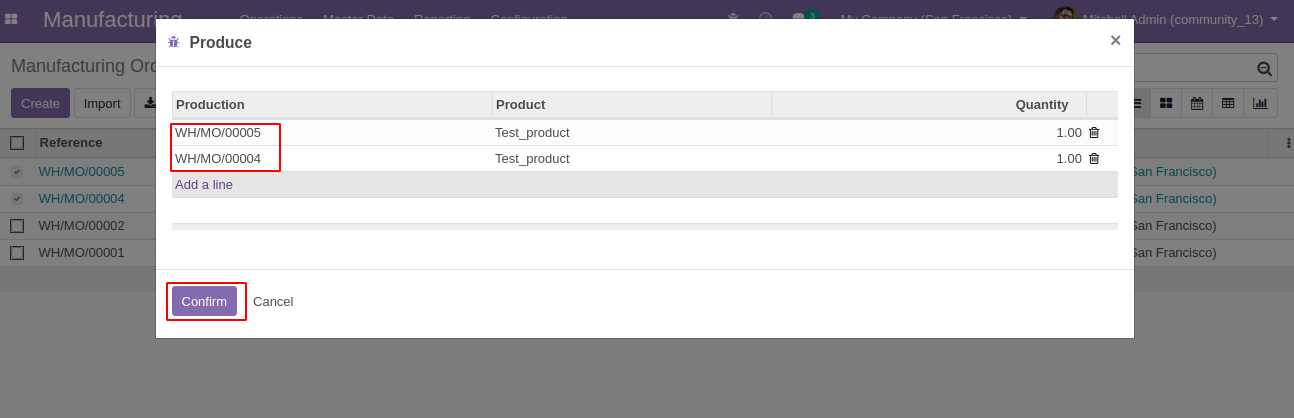 Manufacturing Operations Master Data Reporting Configuration 3 My Company (San Francisco) Mitchell Admin (community_13)
Produce ×
Manufacturing Ord
Create Import
Production Product Quantity
WH/MO/00005 Test_product 1.00
WH/MO/00004 Test_product 1.00
Add a line
Reference
WH/MO/00005 San Francisco)
WH/MO/00004 San Francisco)
WH/MO/00002 San Francisco)
WH/MO/00001 San Francisco)
Confirm Cancel